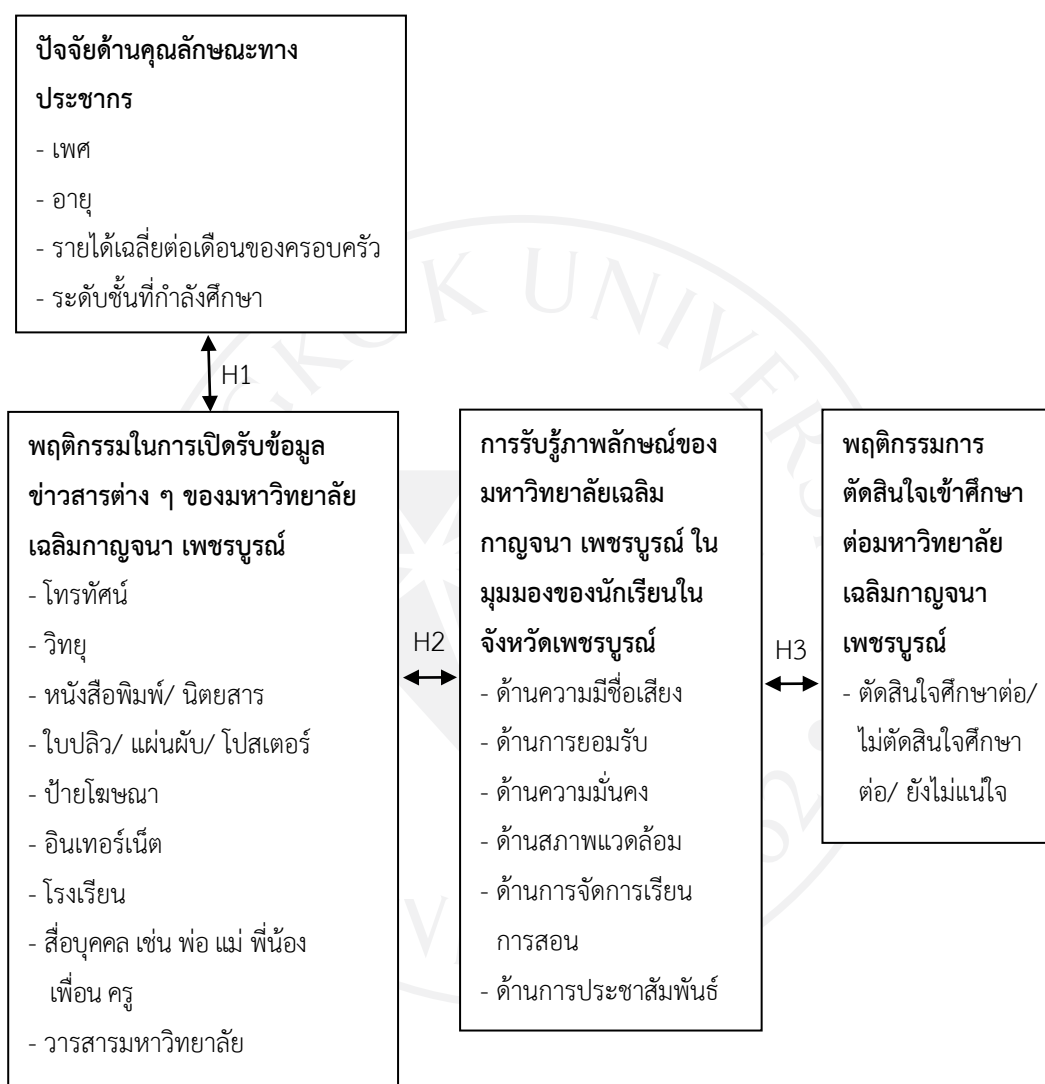 ปัจจัยด้านคุณลักษณะทาง
ประชากร
- เพศ
- อายุ
- รายได้เฉลี่ยต่อเดือนของครอบครัว
- ระดับชั้นที่กำลังศึกษา
H1
พฤติกรรมในการเปิดรับข้อมูล
ข่าวสารต่าง ๆ ของมหาวิทยาลัย
เฉลิมกาญจนา เพชรบูรณ์
- โทรทัศน์
- วิทยุ
- หนังสือพิมพ์/ นิตยสาร
- ใบปลิว/ แผ่นผับ/ โปสเตอร์
- ป้ายโฆษณา
- อินเทอร์เน็ต
- โรงเรียน
- สื่อบุคคล เช่น พ่อ แม่ พี่น้อง
เพื่อน ครู
- วารสารมหาวิทยาลัย
H2
การรับรู้ภาพลักษณ์ของ
มหาวิทยาลัยเฉลิม
กาญจนา เพชรบูรณ์ ใน
มุมมองของนักเรียนใน
จังหวัดเพชรบูรณ์
- ด้านความมีชื่อเสียง
- ด้านการยอมรับ
- ด้านความมั่นคง
- ด้านสภาพแวดล้อม
- ด้านการจัดการเรียน
การสอน
- ด้านการประชาสัมพันธ์
H3
พฤติกรรมการ
ตัดสินใจเข้าศึกษา
ต่อมหาวิทยาลัย
เฉลิมกาญจนา
เพชรบูรณ์
- ตัดสินใจศึกษาต่อ/
ไม่ตัดสินใจศึกษา
ต่อ/ ยังไม่แน่ใจ